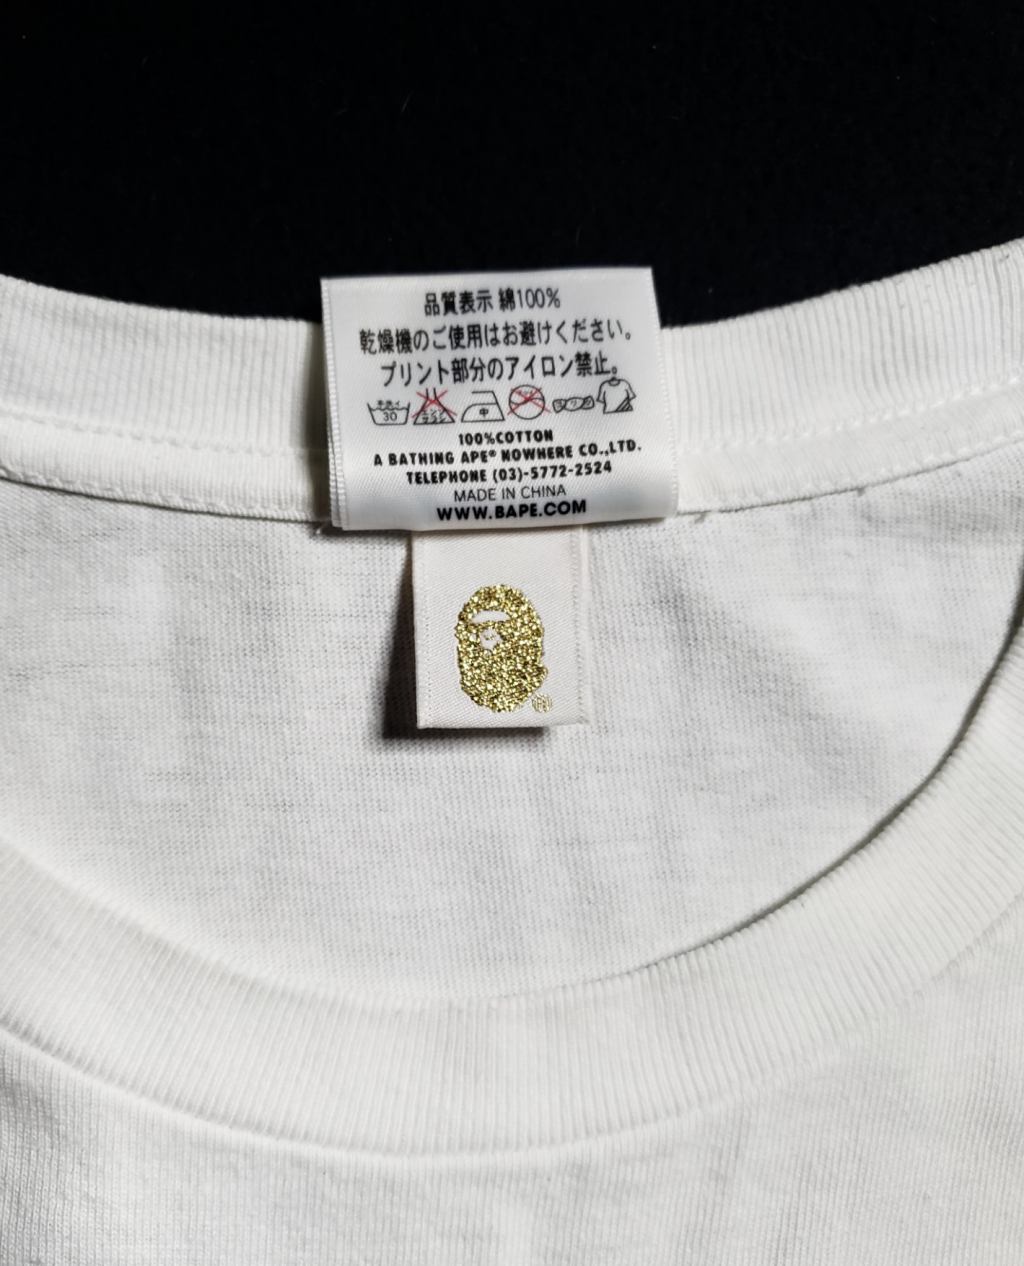 品質表示 綿100%
乾燥機のご使用はお避けください。
プリント部分のアイロン禁止。
30 中
100%COTTON
A BATHING APE® NOWHERE CO.,LTD.
TELEPHONE (03)-5772-2524
MADE IN CHINA
WWW.BAPE.COM
®